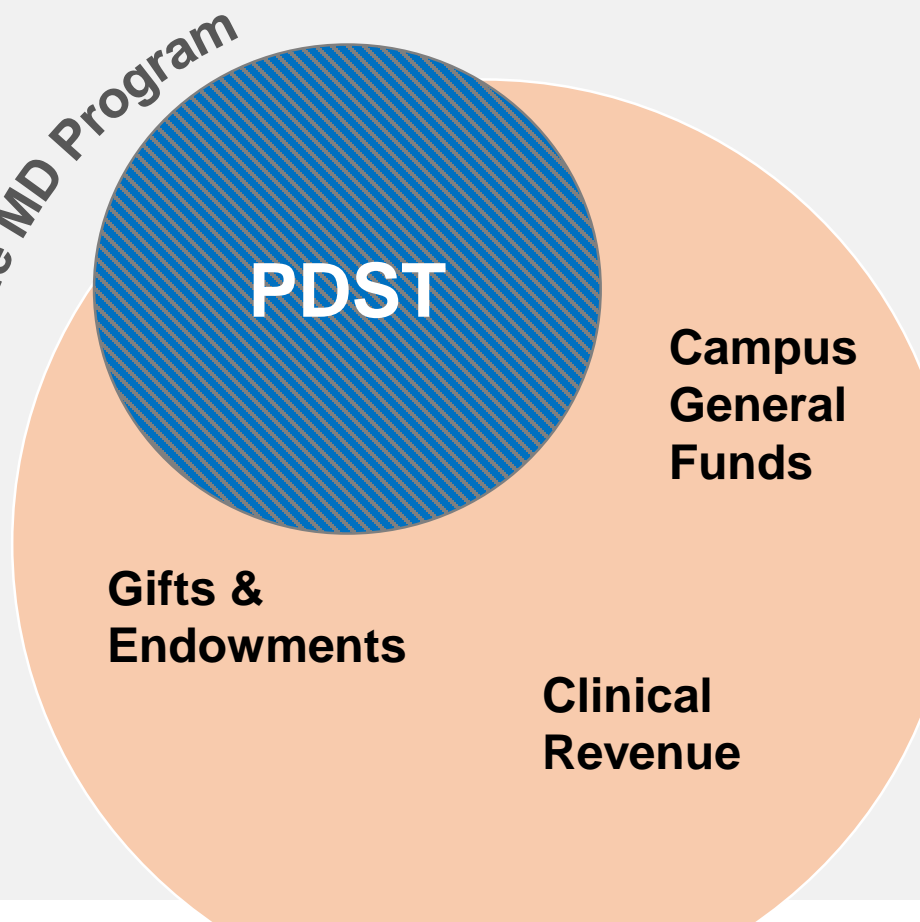 MD Program
PDST
Campus
General
Funds
Gifts &
Endowments
Clinical
Revenue